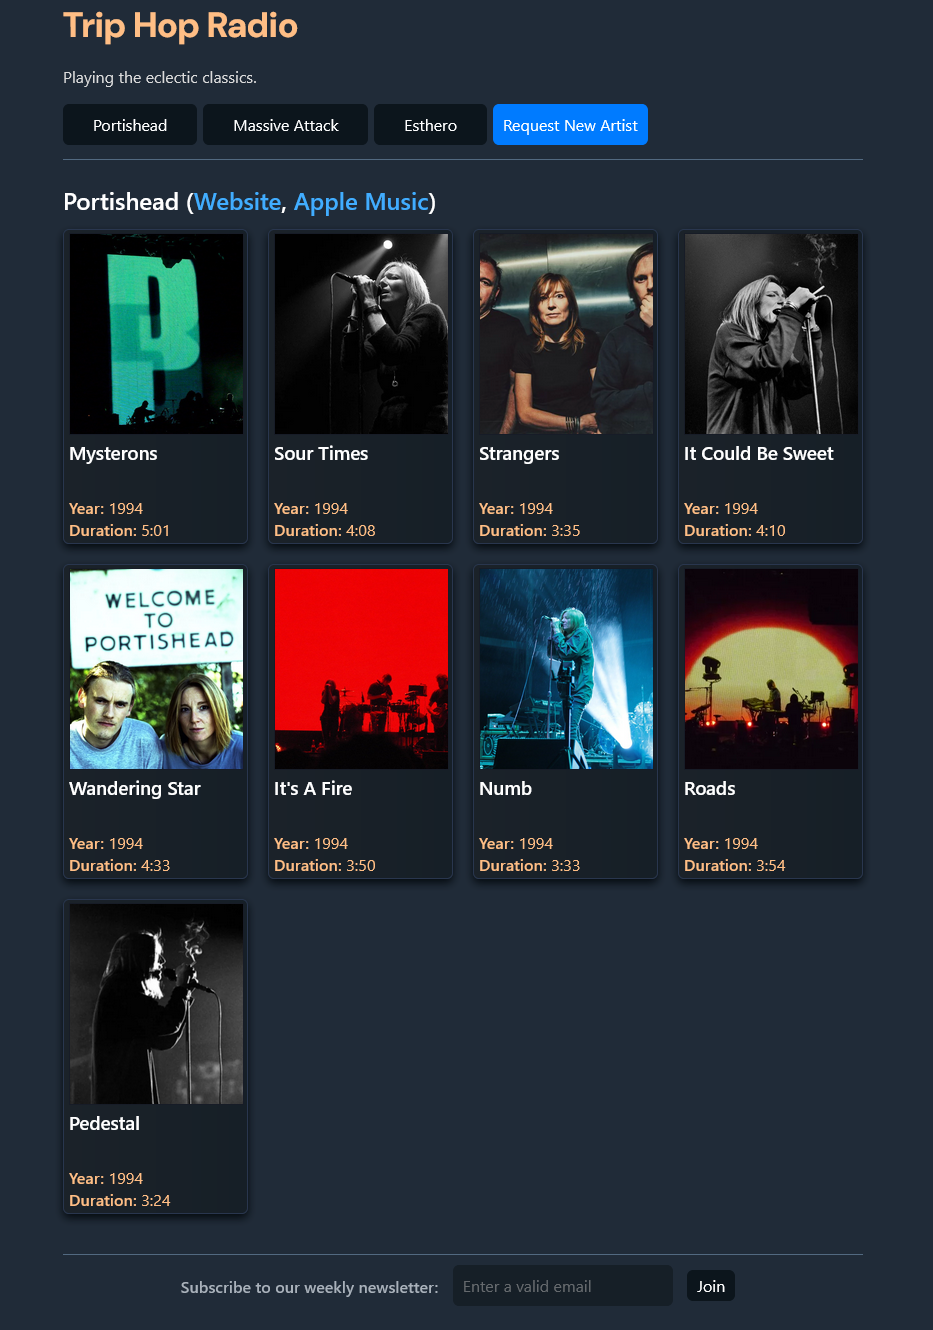 Trip Hop Radio
Playing the eclectic classics.
Portishead Massive Attack Esthero Request New Artist
Portishead (Website, Apple Music)
P
Mysterons
Year: 1994
Duration: 5:01
Sour Times
Year: 1994
Duration: 4:08
Strangers
Year: 1994
Duration: 3:35
It Could Be Sweet
Year: 1994
Duration: 4:10
WELCOME
TO
PORTISHEAD
Wandering Star
Year: 1994
Duration: 4:33
It's A Fire
Year: 1994
Duration: 3:50
Numb
Year: 1994
Duration: 3:33
Roads
Year: 1994
Duration: 3:54
Pedestal
Year: 1994
Duration: 3:24
Subscribe to our weekly newsletter: Enter a valid email Join